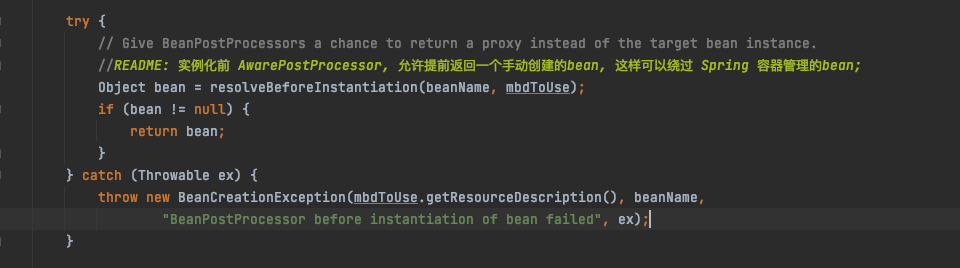 try {
// Give BeanPostProcessors a chance to return a proxy instead of the target bean instance.
//README: 实例化前 AwarePostProcessor, 允许提前返回一个手动创建的bean, 这样可以绕过 Spring 容器管理的bean;
Object bean = resolveBeforeInstantiation(beanName, mbdToUse);
if (bean != null) {
return bean;
}
} catch (Throwable ex) {
throw new BeanCreationException(mbdToUse.getResourceDescription(), beanName,
"BeanPostProcessor before instantiation of bean failed", ex);
}